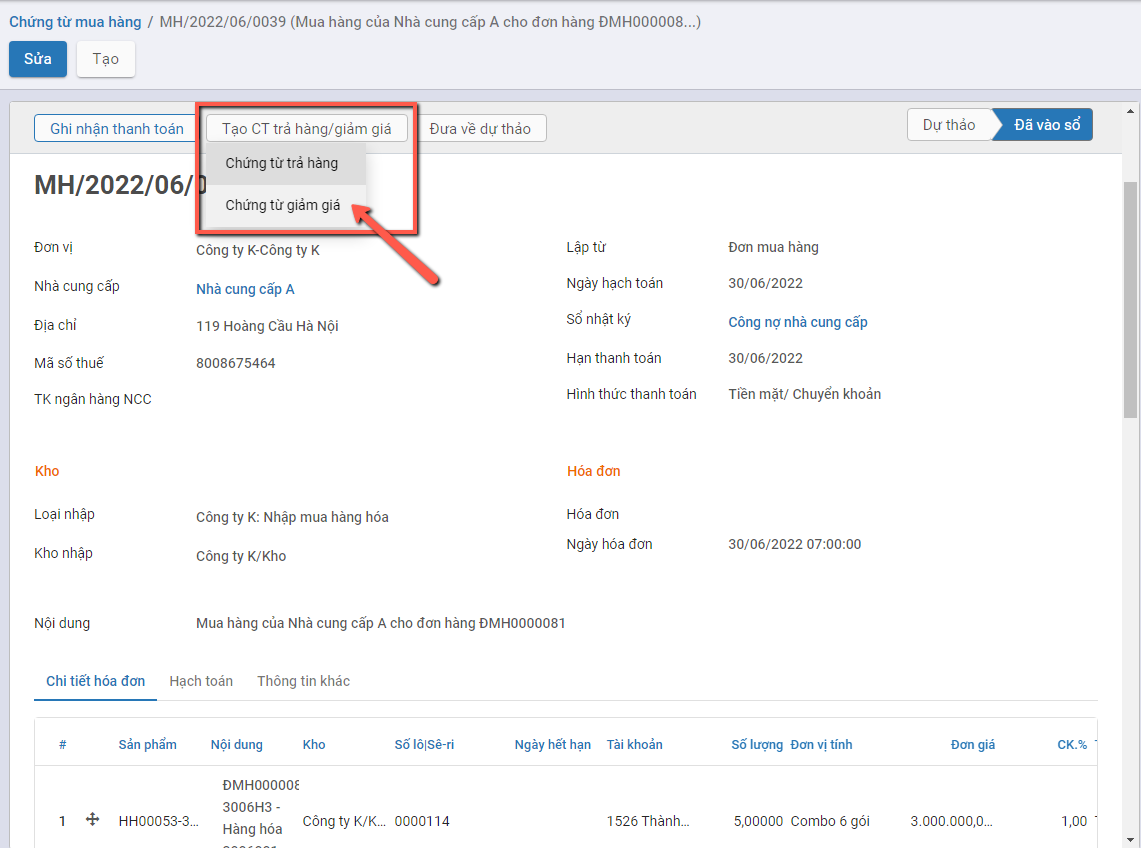 Chứng từ mua hàng / MH/2022/06/0039 (Mua hàng của Nhà cung cấp A cho đơn hàng ĐMH000008...)
Sửa Tạo
Ghi nhận thanh toán Tạo CT trả hàng/giảm giá Đưa về dự thảo Dự thảo Đã vào sổ
Chứng từ trả hàng
MH/2022/06/0
Chứng từ giảm giá
Đơn vị Công ty K-Công ty K Lập từ Đơn mua hàng
Nhà cung cấp Nhà cung cấp A Ngày hạch toán 30/06/2022
Địa chỉ 119 Hoàng Cầu Hà Nội Sổ nhật ký Công nợ nhà cung cấp
Mã số thuế 8008675464 Hạn thanh toán 30/06/2022
TK ngân hàng NCC Hình thức thanh toán Tiền mặt/ Chuyển khoản
Kho Hóa đơn
Loại nhập Công ty K: Nhập mua hàng hóa Hóa đơn
Kho nhập Công ty K/Kho Ngày hóa đơn 30/06/2022 07:00:00
Nội dung Mua hàng của Nhà cung cấp A cho đơn hàng ĐMH0000081
Chi tiết hóa đơn Hạch toán Thông tin khác
# Sản phẩm Nội dung Kho Số lô|Sê-ri Ngày hết hạn Tài khoản Số lượng Đơn vị tính Đơn giá CK.%
ĐMH000008
3006H3 -
1 HH00053-3... Hàng hóa Công ty K/K... 0000114 1526 Thành... 5,00000 Combo 6 gói 3.000.000,0... 1,00